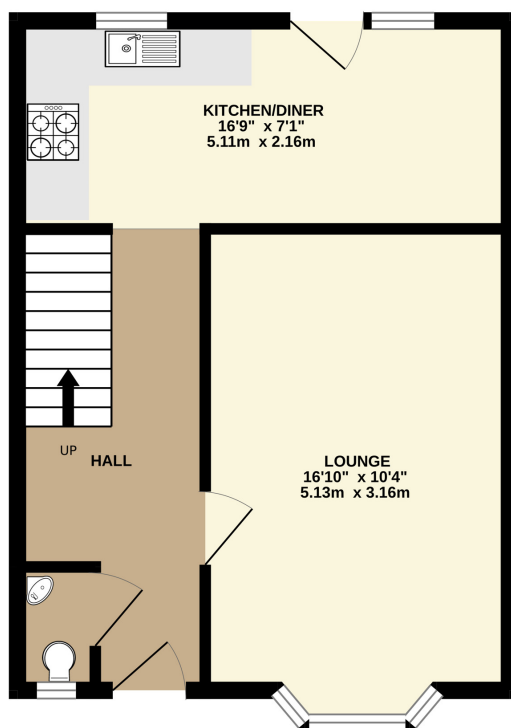 KITCHEN/DINER
16'9" x 7'1"
5.11m x 2.16m
UP
HALL
LOUNGE
16'10" x 10'4"
5.13m x 3.16m